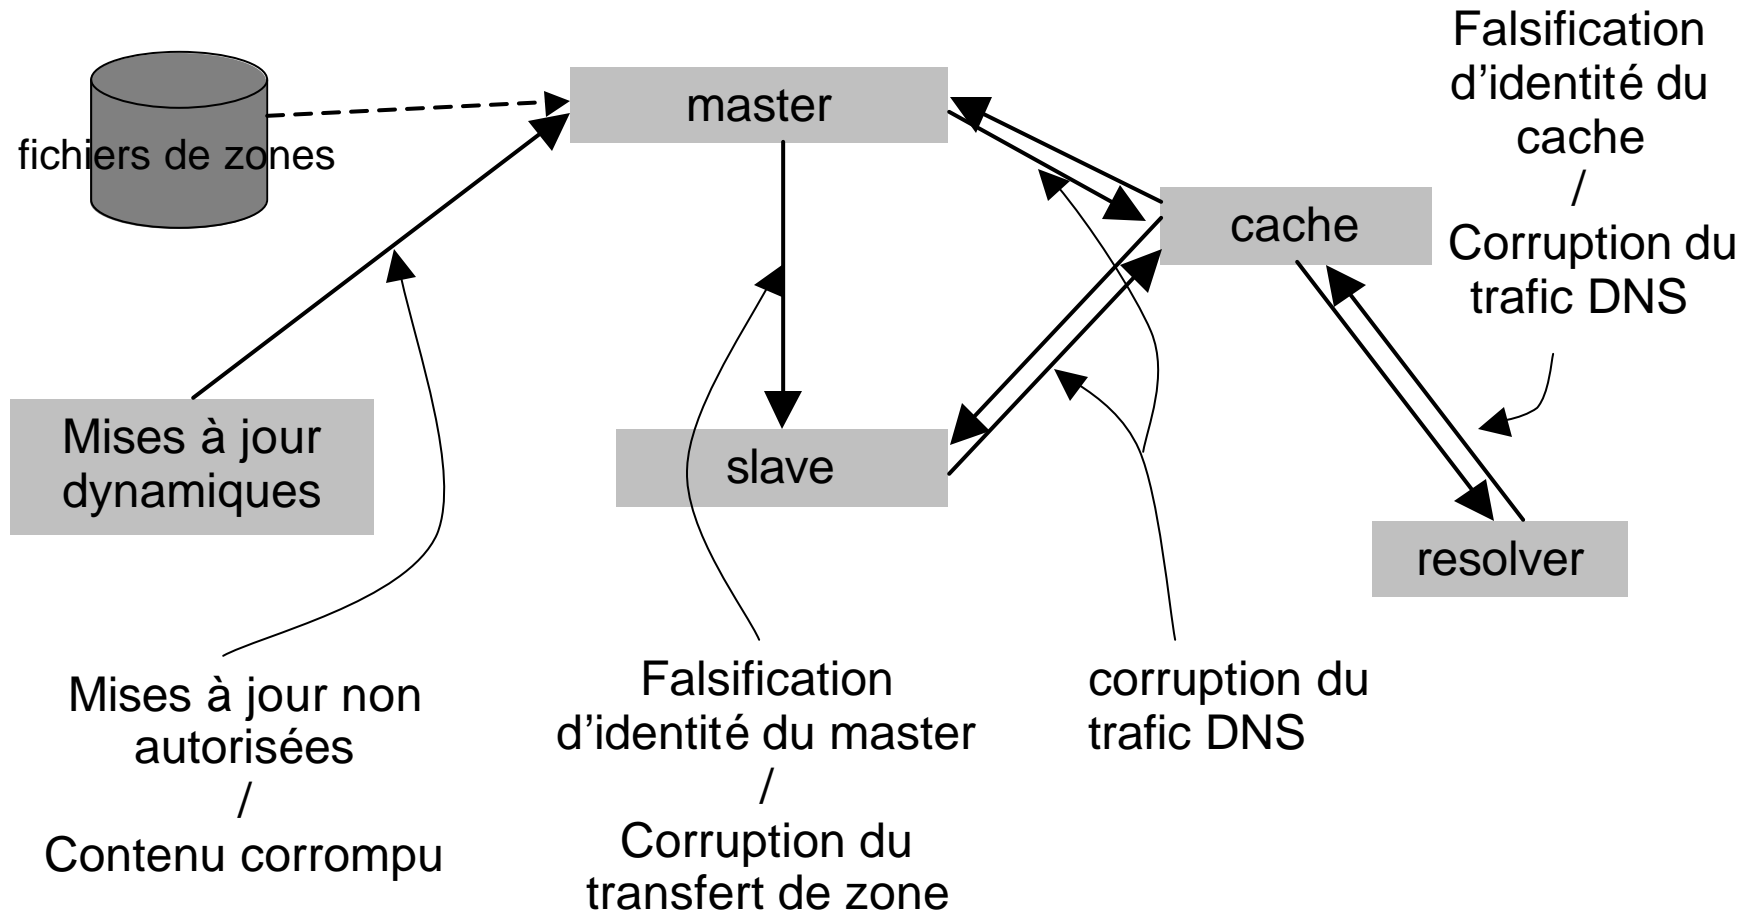 fichiers de zones
master
Falsification
d’identité du
cache
/
Corruption du
trafic DNS
cache
Mises à jour
dynamiques
slave
resolver
Mises à jour non
autorisées
/
Contenu corrompu
Falsification
d’identité du master
/
Corruption du
transfert de zone
corruption du
trafic DNS